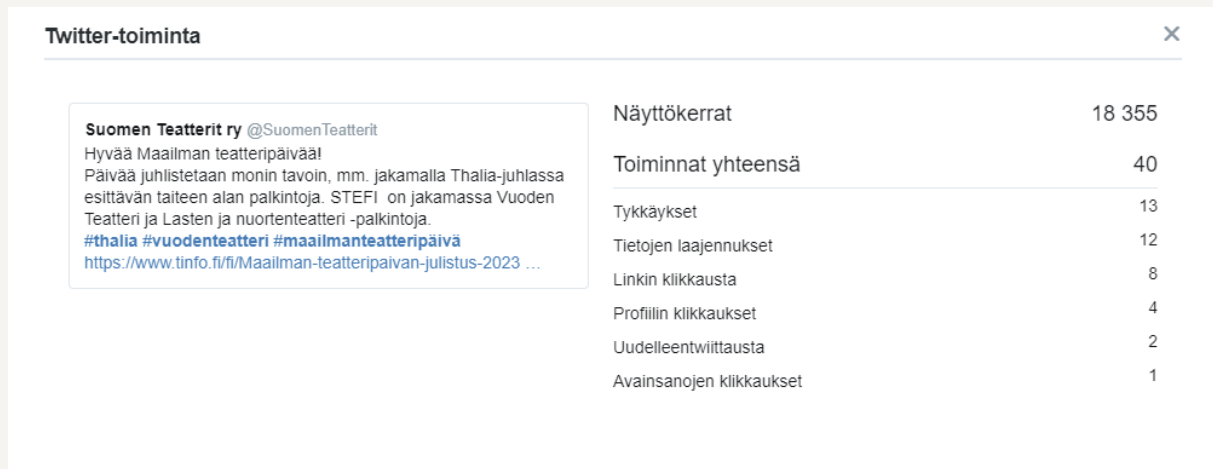 Twitter-toiminta
Suomen Teatterit ry @SuomenTeatterit
Hyvää Maailman teatteripäivää!
Päivää juhlistetaan monin tavoin, mm. jakamalla Thalia-juhlassa
esittävän taiteen alan palkintoja. STEFI on jakamassa Vuoden
Teatteri ja Lasten ja nuortenteatteri -palkintoja.
#thalia #vuodenteatteri #maailmanteatteripäivä
https://www.tinfo.fi/fi/Maailman-teatteripaivan-julistus-2023 …
Näyttökerrat 18 355
Toiminnat yhteensä 40
Tykkäykset 13
Tietojen laajennukset 12
Linkin klikkausta 8
Profiilin klikkaukset 4
Uudelleentwiittausta 2
Avainsanojen klikkaukset 1